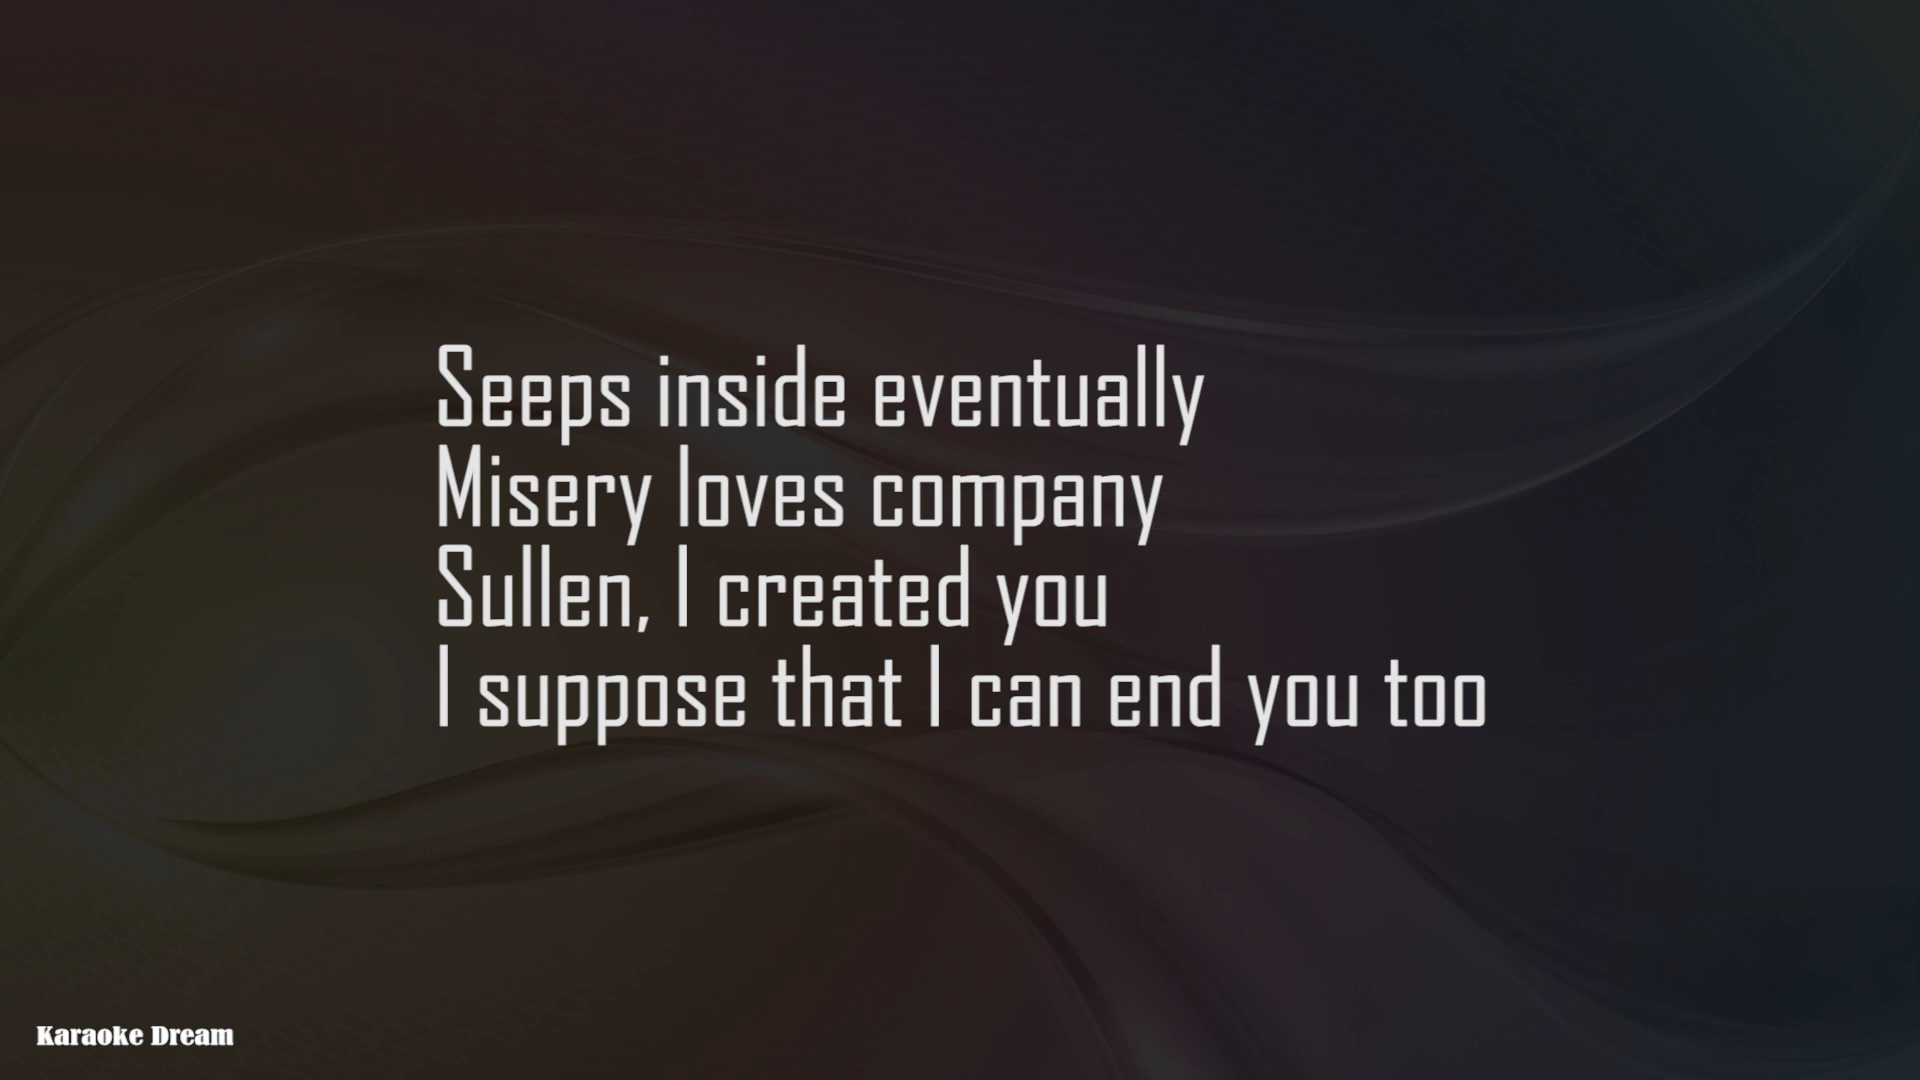 Seeps inside eventually
Misery loves company
Sullen, I created you
I suppose that I can end you too
Karaoke Dream